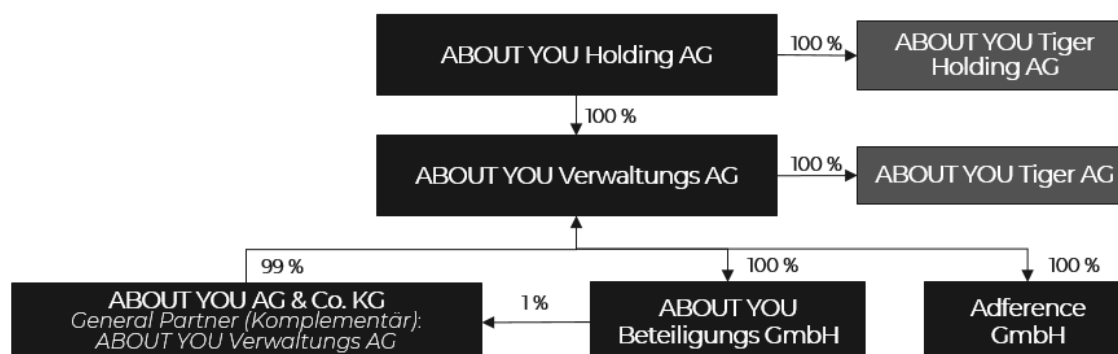 ABOUT YOU Holding AG
100 %
ABOUT YOU Tiger
Holding AG
100 %
ABOUT YOU Verwaltungs AG
100 %
ABOUT YOU Tiger AG
99 %
100 %
100 %
ABOUT YOU AG & Co. KG
General Partner (Komplementär):
ABOUT YOU Verwaltungs AG
1 %
ABOUT YOU
Beteiligungs GmbH
Adference
GmbH